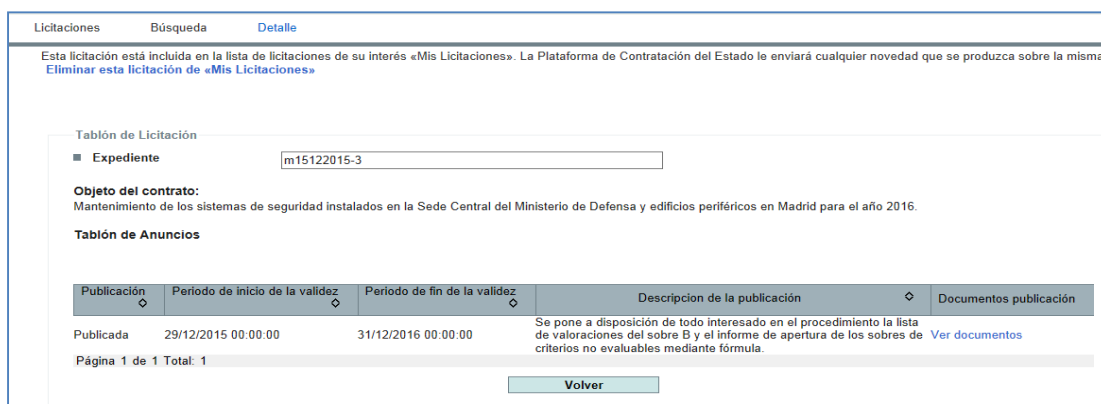 Licitaciones Búsqueda Detalle
Esta licitación está incluida en la lista de licitaciones de su interés «Mis Licitaciones». La Plataforma de Contratación del Estado le enviará cualquier novedad que se produzca sobre la misma
Eliminar esta licitación de «Mis Licitaciones»
Tablón de Licitación
Expediente m15122015-3
Objeto del contrato:
Mantenimiento de los sistemas de seguridad instalados en la Sede Central del Ministerio de Defensa y edificios periféricos en Madrid para el año 2016.
Tablón de Anuncios
Publicación Periodo de inicio de la validez Periodo de fin de la validez Descripcion de la publicación Documentos publicación
Se pone a disposición de todo interesado en el procedimiento la lista
Publicada 29/12/2015 00:00:00 31/12/2016 00:00:00 de valoraciones del sobre B y el informe de apertura de los sobres de Ver documentos
criterios no evaluables mediante fórmula.
Página 1 de 1 Total: 1
Volver